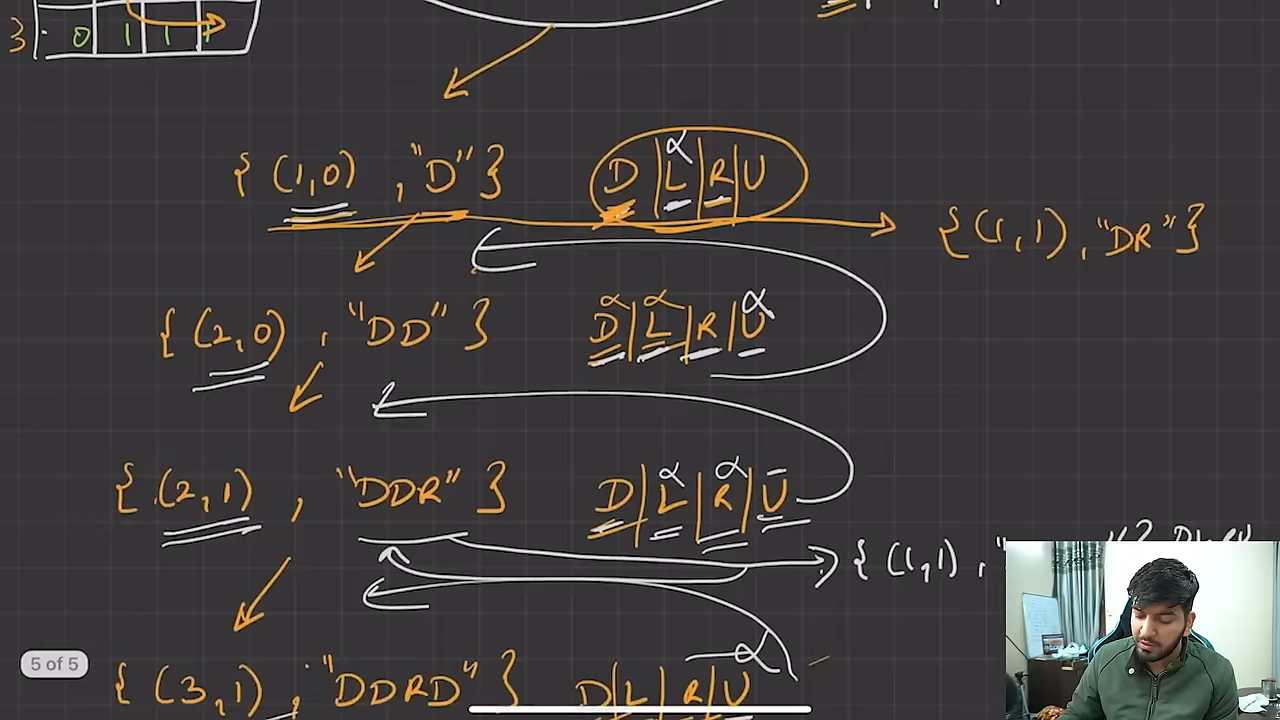 3 0 1 1 1
{ (1,0) , "D" } D | L | R | U
{ (1,1) , "DR" }
{ (2,0) , "DD" } D | L | R | U
{ (2,1) , "DDR" } D | L | R | U
{ (1,1) , "
{ (3,1) , "DDRD" } D | L | R | U
5 of 5